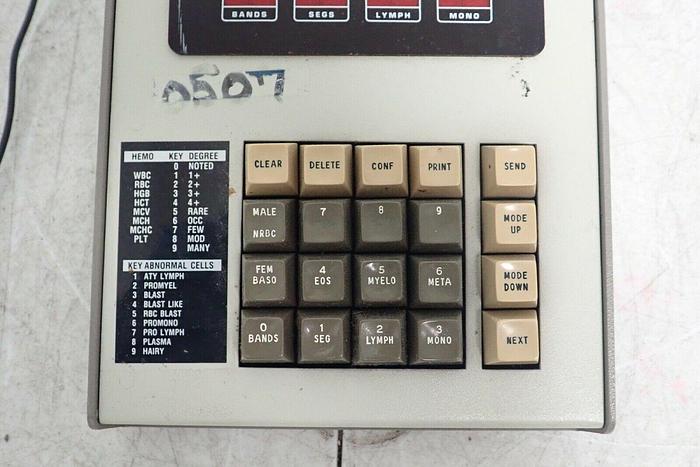 BANDS SEGS LYMPH MONO
0507
HEMO KEY DEGREE
0 NOTED
WBC 1 1+
RBC 2 2+
HGB 3 3+
HCT 4 4+
MCV 5 RARE
MCH 6 OCC
MCHC 7 FEW
PLT 8 MOD
9 MANY
KEY ABNORMAL CELLS
1 ATY LYMPH
2 PROMYEL
3 BLAST
4 BLAST LIKE
5 RBC BLAST
6 PROMONO
7 PRO LYMPH
8 PLASMA
9 HAIRY
CLEAR DELETE CONF PRINT SEND
MALE 7 8 9 MODE
NRBC UP
FEM 4 5 6 MODE
BASO EOS MYELO META DOWN
0 1 2 3 NEXT
BANDS SEG LYMPH MONO